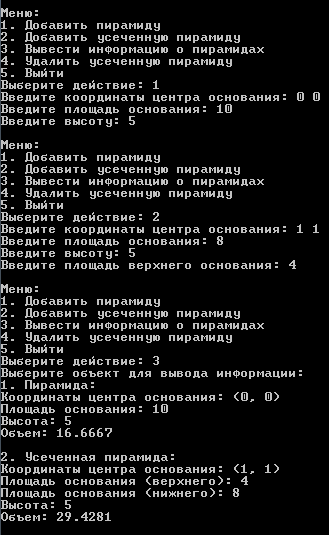 Меню:
1. Добавить пирамиду
2. Добавить усеченную пирамиду
3. Вывести информацию о пирамидах
4. Удалить усеченную пирамиду
5. Выйти
Выберите действие: 1
Введите координаты центра основания: 0 0
Введите площадь основания: 10
Введите высоту: 5
Меню:
1. Добавить пирамиду
2. Добавить усеченную пирамиду
3. Вывести информацию о пирамидах
4. Удалить усеченную пирамиду
5. Выйти
Выберите действие: 2
Введите координаты центра основания: 1 1
Введите площадь основания: 8
Введите высоту: 5
Введите площадь верхнего основания: 4
Меню:
1. Добавить пирамиду
2. Добавить усеченную пирамиду
3. Вывести информацию о пирамидах
4. Удалить усеченную пирамиду
5. Выйти
Выберите действие: 3
Выберите объект для вывода информации:
1. Пирамида:
Координаты центра основания: (0, 0)
Площадь основания: 10
Высота: 5
Объем: 16.6667
2. Усеченная пирамида:
Координаты центра основания: (1, 1)
Площадь основания (верхнего): 4
Площадь основания (нижнего): 8
Высота: 5
Объем: 29.4281